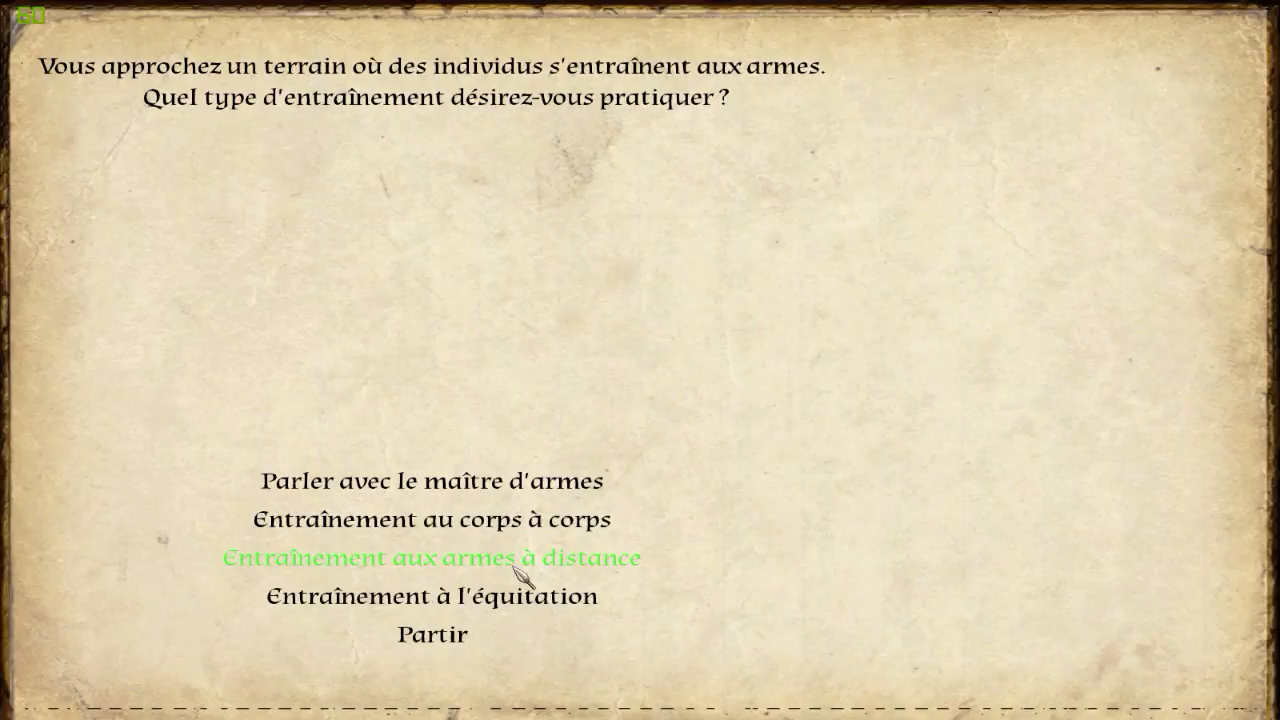 60
Vous approchez un terrain où des individus s'entraînent aux armes.
Quel type d'entraînement désirez-vous pratiquer ?
Parler avec le maître d'armes
Entraînement au corps à corps
Entraînement aux armes à distance
Entraînement à l'équitation
Partir